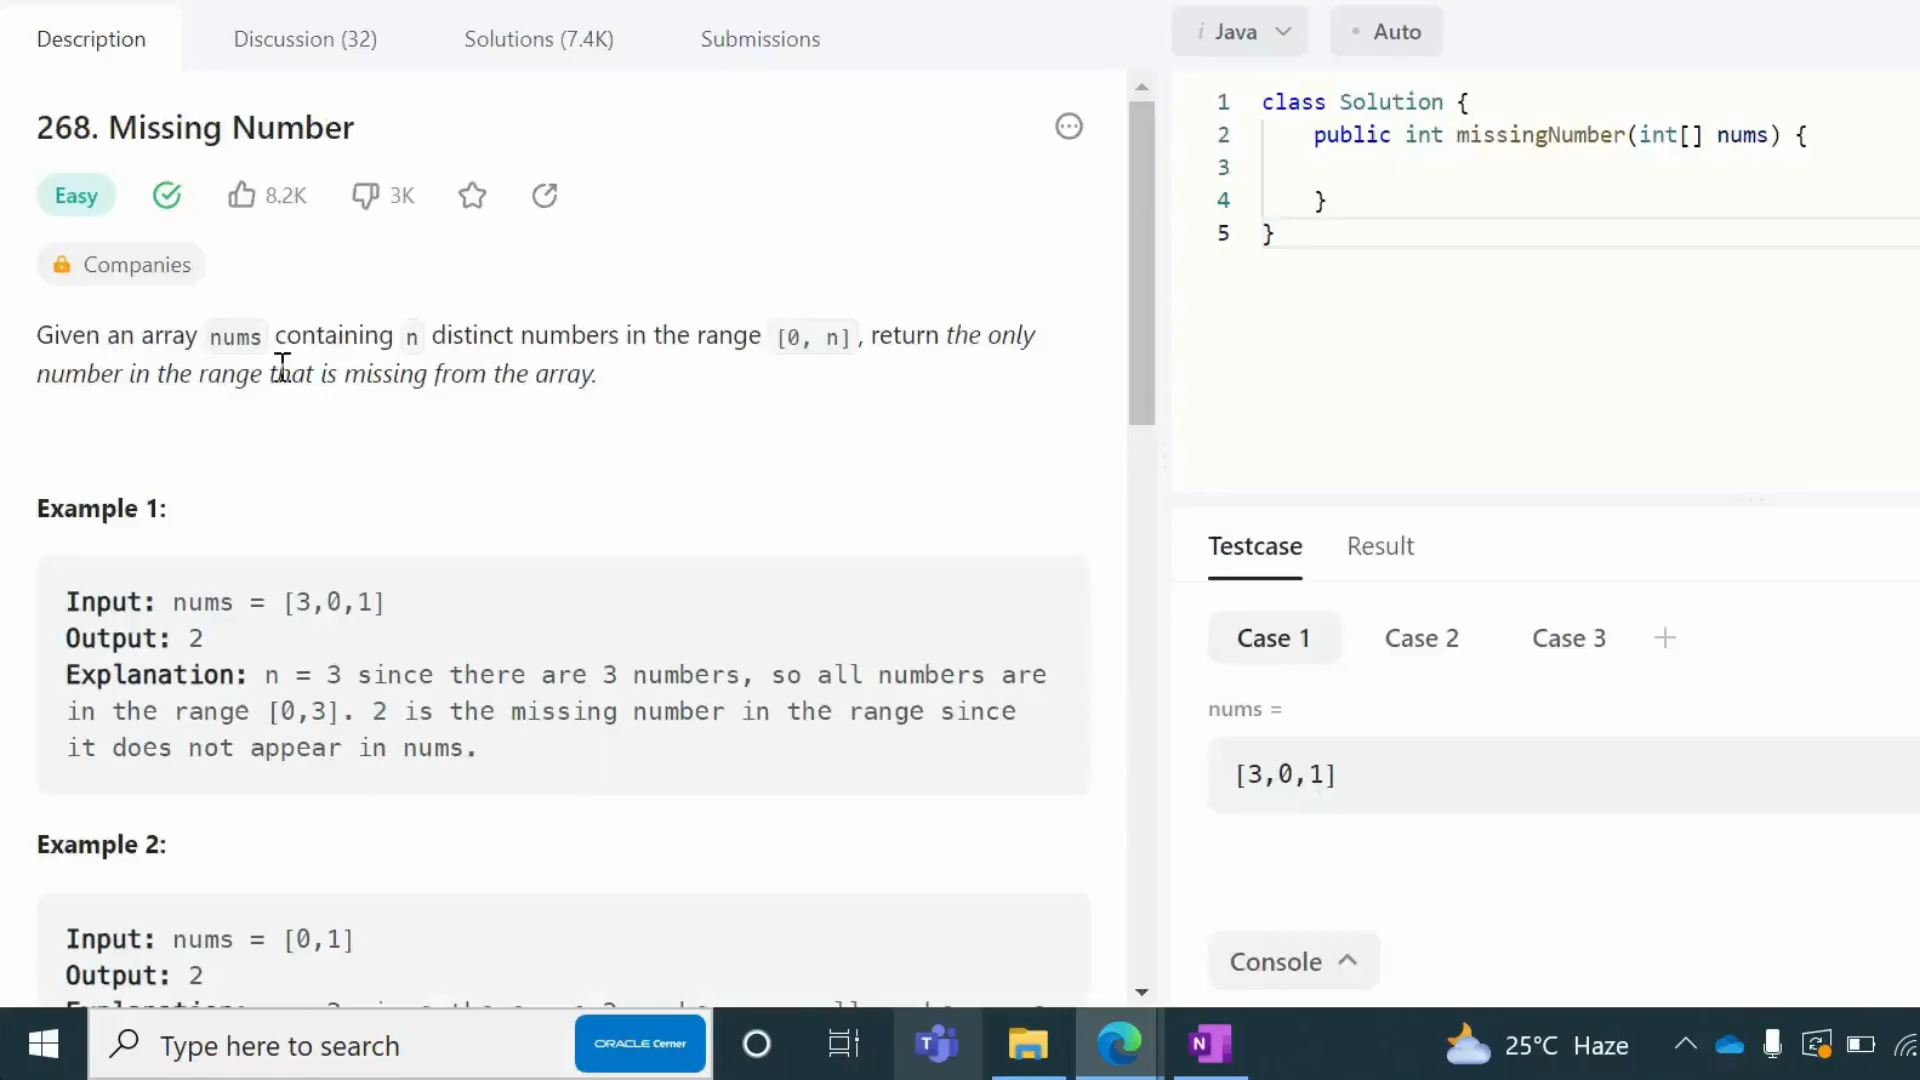 Description
Discussion (32)
Solutions (7.4K)
Submissions
268. Missing Number
Easy
8.2K
3K
Companies
Given an array nums containing n distinct numbers in the range [0, n], return the only
number in the range that is missing from the array.
Example 1:
Input: nums = [3,0,1]
Output: 2
Explanation: n = 3 since there are 3 numbers, so all numbers are
in the range [0,3]. 2 is the missing number in the range since
it does not appear in nums.
Example 2:
Input: nums = [0,1]
Output: 2
i Java
Auto
1 class Solution {
2 public int missingNumber(int[] nums) {
3
4 }
5 }
Testcase
Result
Case 1
Case 2
Case 3
nums =
[3,0,1]
Console
Type here to search
ORACLE Cerner
25°C Haze